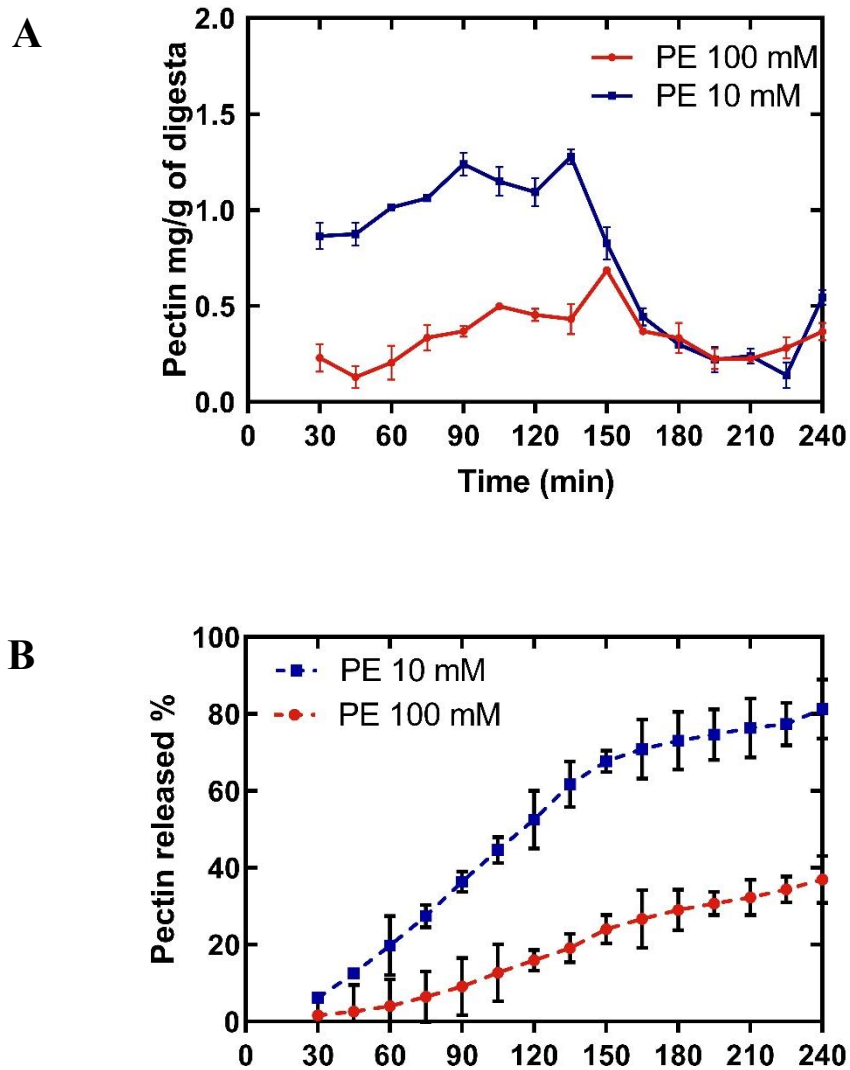 A
Pectin mg/g of digesta
2.0
1.5
1.0
0.5
0.0
PE 100 mM
PE 10 mM
0 30 60 90 120 150 180 210 240
Time (min)
B
Pectin released %
100
80
60
40
20
0
PE 10 mM
PE 100 mM
0 30 60 90 120 150 180 210 240